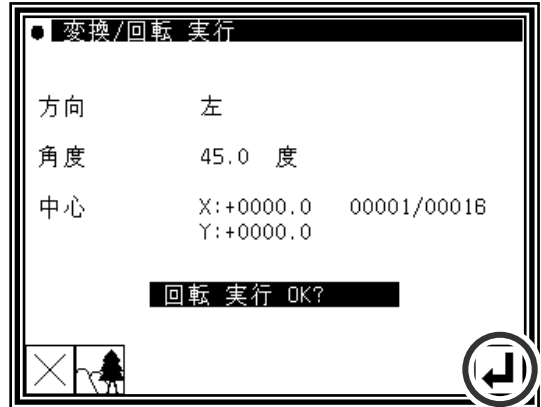 変換/回転 実行
方向 左
角度 45.0 度
中心 X:+0000.0 00001/00016
Y:+0000.0
回転 実行 OK?